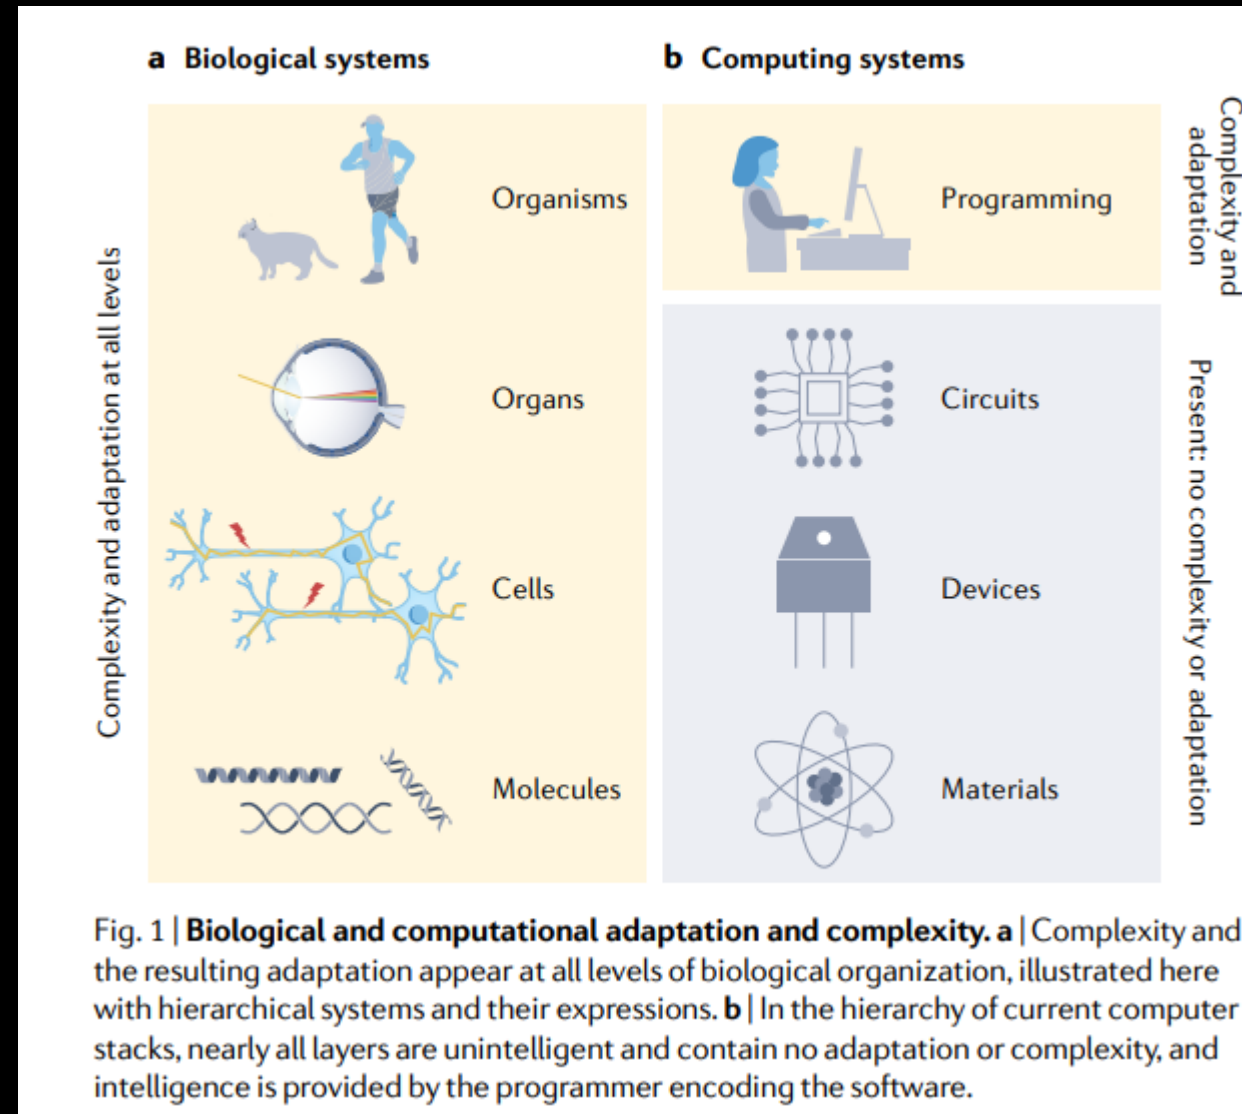 a Biological systems
Complexity and adaptation at all levels
Organisms
Organs
Cells
Molecules
b Computing systems
Programming
Circuits
Devices
Materials
Complexity and
adaptation
Present: no complexity or adaptation
Fig. 1 | Biological and computational adaptation and complexity. a | Complexity and
the resulting adaptation appear at all levels of biological organization, illustrated here
with hierarchical systems and their expressions. b | In the hierarchy of current computer
stacks, nearly all layers are unintelligent and contain no adaptation or complexity, and
intelligence is provided by the programmer encoding the software.